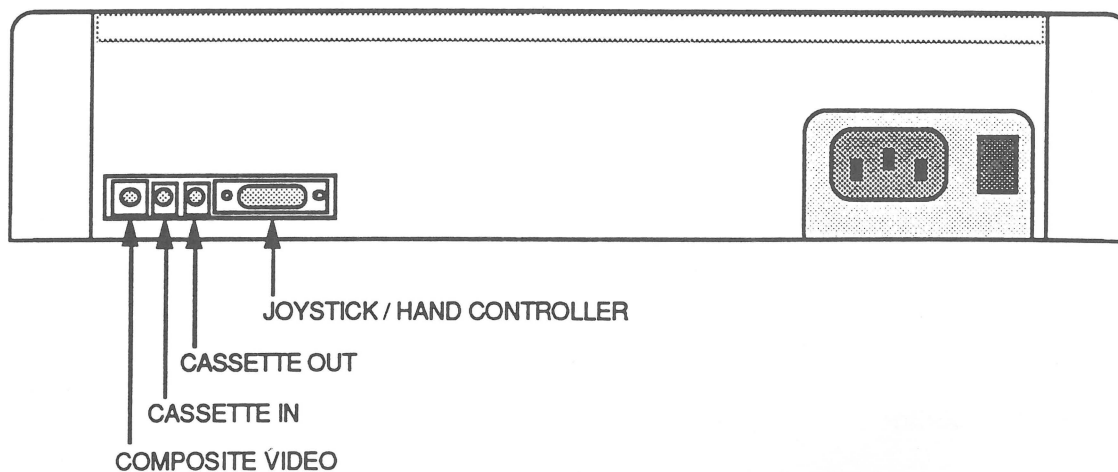 JOYSTICK / HAND CONTROLLER
CASSETTE OUT
CASSETTE IN
COMPOSITE VIDEO